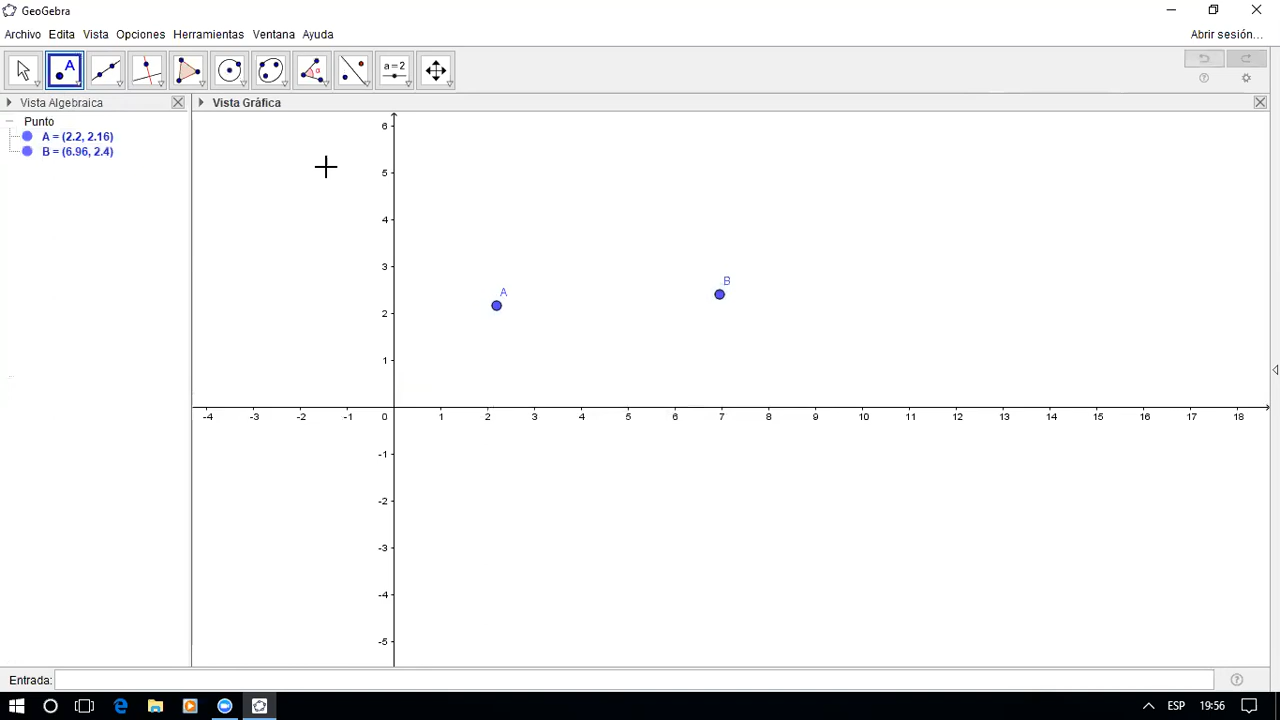 GeoGebra
Archivo Edita Vista Opciones Herramientas Ventana Ayuda
Abrir sesión...
A
α
a = 2
Vista Algebraica
Vista Gráfica
Punto
A = (2.2, 2.16)
B = (6.96, 2.4)
6
5
4
3
2
1
A
B
-4 -3 -2 -1 0 1 2 3 4 5 6 7 8 9 10 11 12 13 14 15 16 17 18
-1
-2
-3
-4
-5
Entrada:
ESP 19:56